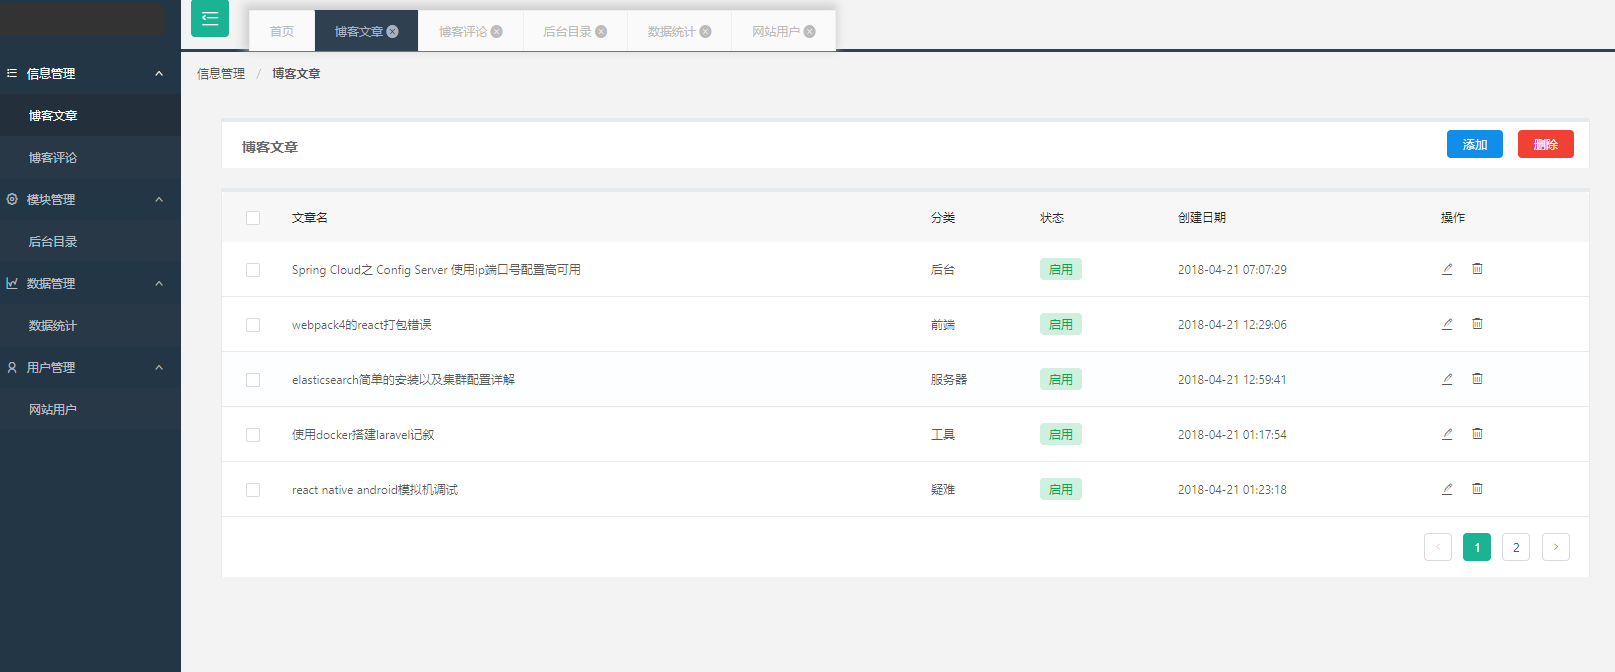 首页 博客文章 博客评论 后台目录 数据统计 网站用户
信息管理
博客文章
博客评论
模块管理
后台目录
数据管理
数据统计
用户管理
网站用户
信息管理 / 博客文章
博客文章 添加 删除
文章名 分类 状态 创建日期 操作
Spring Cloud之 Config Server 使用ip端口号配置高可用 后台 启用 2018-04-21 07:07:29
webpack4的react打包错误 前端 启用 2018-04-21 12:29:06
elasticsearch简单的安装以及集群配置详解 服务器 启用 2018-04-21 12:59:41
使用docker搭建laravel记叙 工具 启用 2018-04-21 01:17:54
react native android模拟机调试 疑难 启用 2018-04-21 01:23:18
< 1 2 >